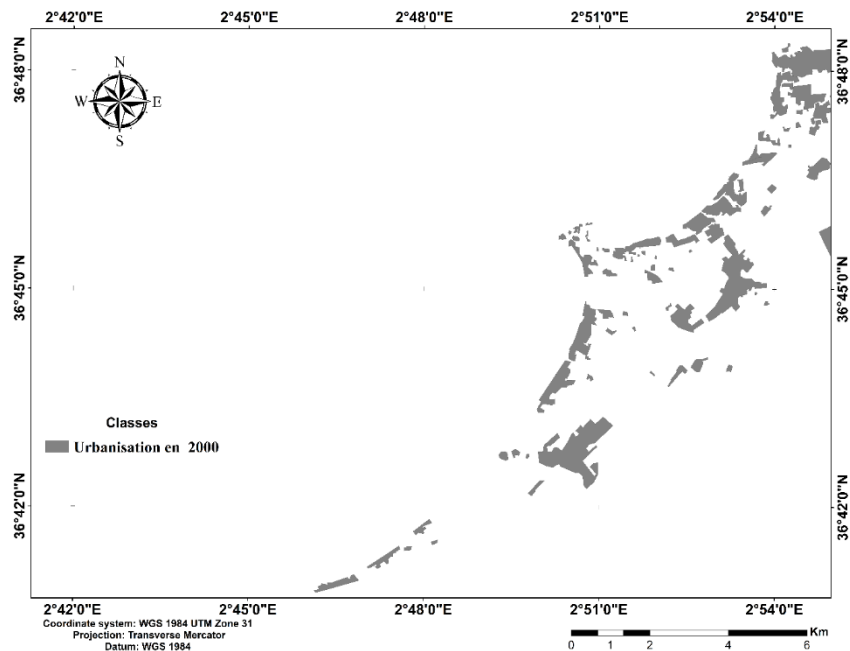 2°42'0"E 2°45'0"E 2°48'0"E 2°51'0"E 2°54'0"E
36°48'0"N 36°48'0"N
N
W E
S
36°45'0"N 36°45'0"N
Classes
Urbanisation en 2000
36°42'0"N 36°42'0"N
2°42'0"E 2°45'0"E 2°48'0"E 2°51'0"E 2°54'0"E
Coordinate system: WGS 1984 UTM Zone 31
Projection: Transverse Mercator
Datum: WGS 1984
Km
0 1 2 4 6